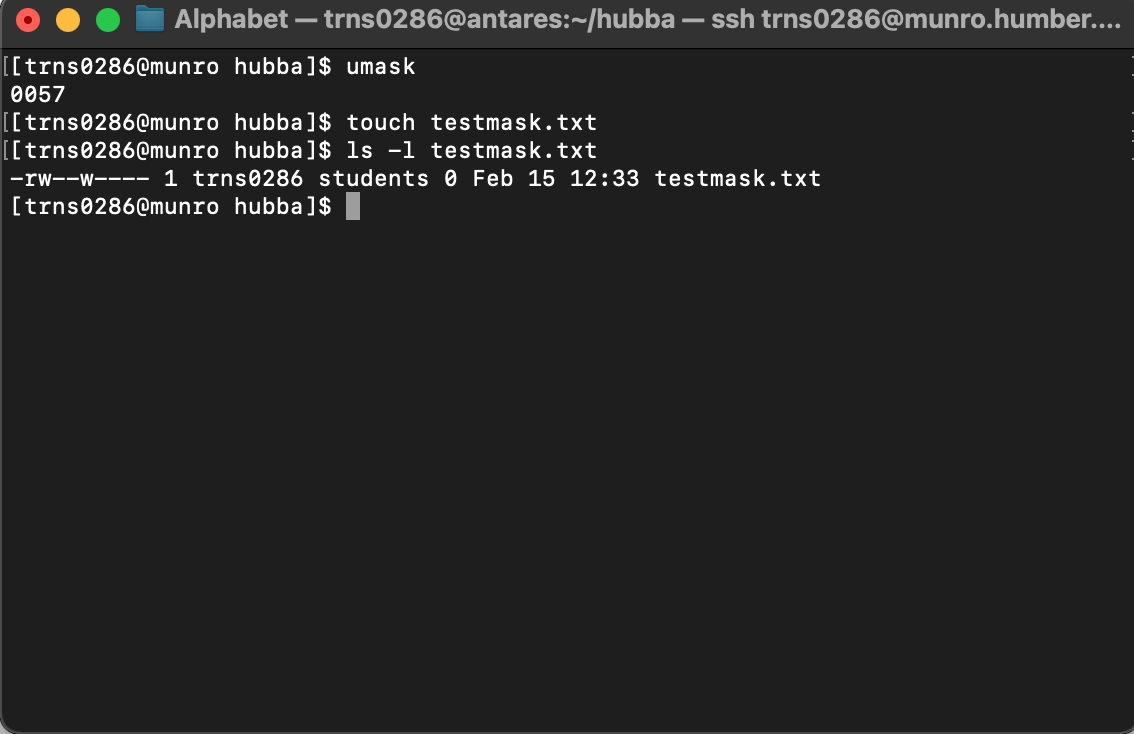 Alphabet — trns0286@antares:~/hubba — ssh trns0286@munro.humber....
[[trns0286@munro hubba]$ umask
0057
[[trns0286@munro hubba]$ touch testmask.txt
[[trns0286@munro hubba]$ ls -l testmask.txt
-rw--w---- 1 trns0286 students 0 Feb 15 12:33 testmask.txt
[trns0286@munro hubba]$